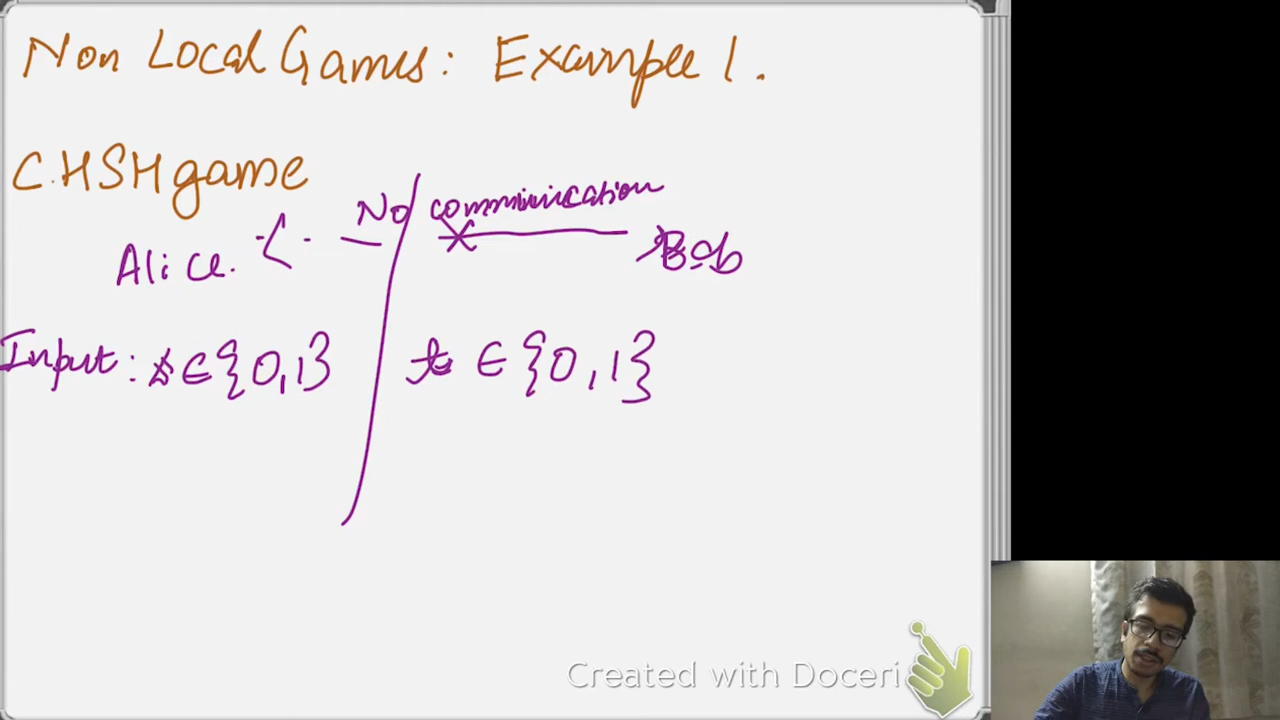 Non Local Games: Example 1.
CHSH game
No communication
Alice. Bob
Input: s ∈ {0,1} t ∈ {0,1}
Created with Doceri